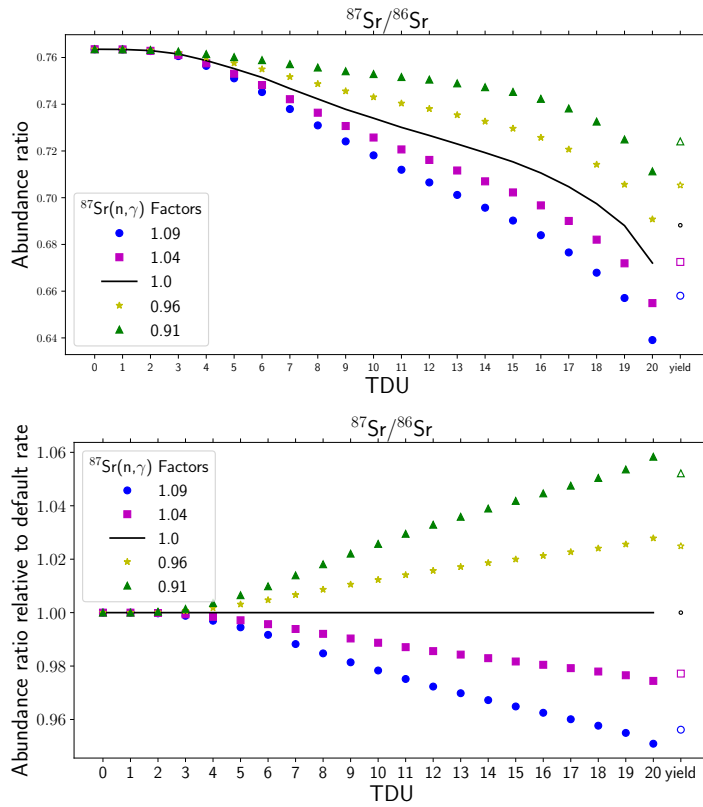 ⁸⁷Sr/⁸⁶Sr
Abundance ratio
0.76
0.74
0.72
0.70
0.68
0.66
0.64
⁸⁷Sr(n,γ) Factors
1.09
1.04
1.0
0.96
0.91
0 1 2 3 4 5 6 7 8 9 10 11 12 13 14 15 16 17 18 19 20 yield
TDU
⁸⁷Sr/⁸⁶Sr
Abundance ratio relative to default rate
1.06
1.04
1.02
1.00
0.98
0.96
⁸⁷Sr(n,γ) Factors
1.09
1.04
1.0
0.96
0.91
0 1 2 3 4 5 6 7 8 9 10 11 12 13 14 15 16 17 18 19 20 yield
TDU